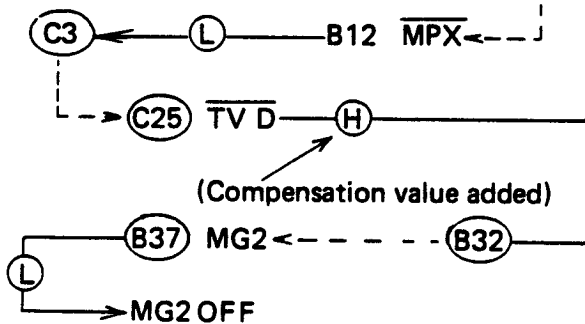 C3 L B12 MPX
C25 TV D H
(Compensation value added)
B37 MG2 B32
L
MG2 OFF